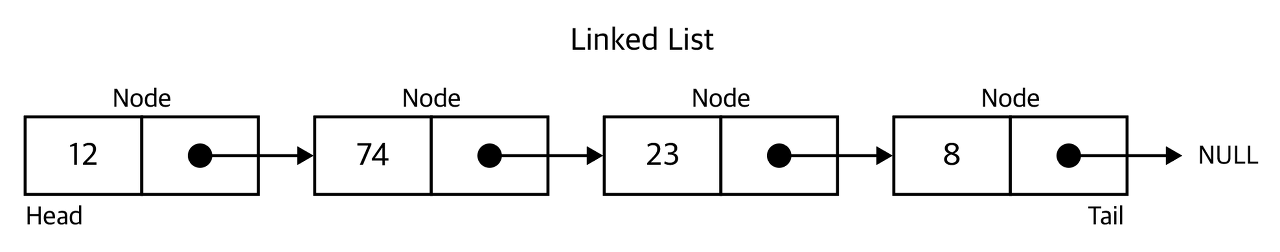 Linked List
Node Node Node Node
12 74 23 8 NULL
Head Tail